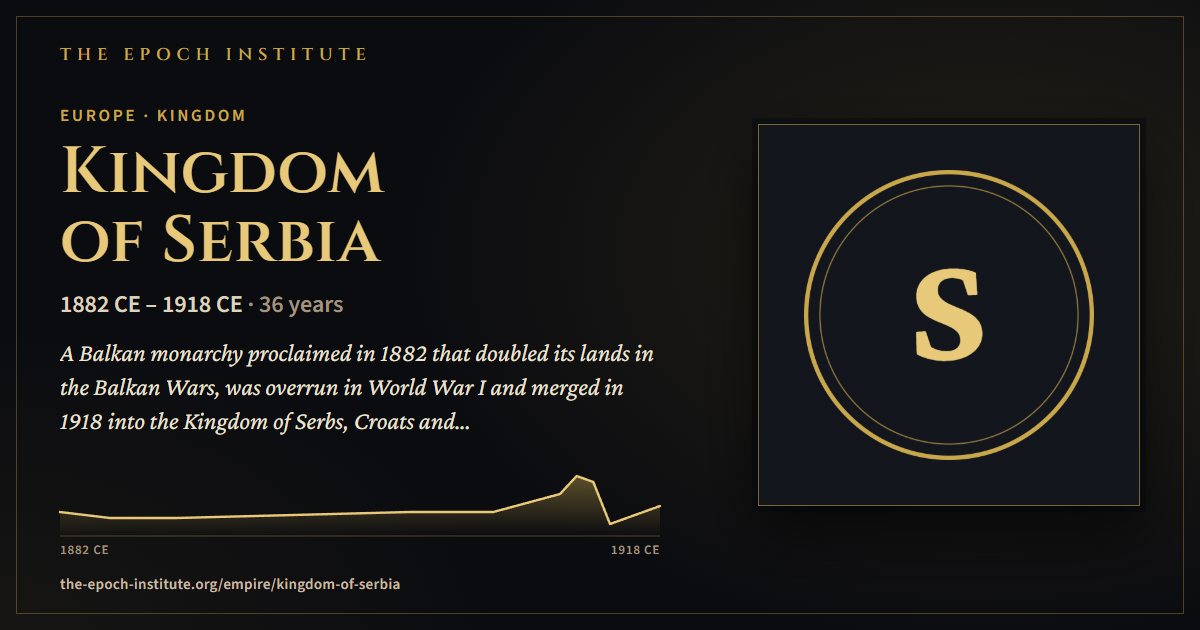 THE EPOCH INSTITUTE
EUROPE · KINGDOM
KINGDOM
OF SERBIA
1882 CE – 1918 CE · 36 years
A Balkan monarchy proclaimed in 1882 that doubled its lands in
the Balkan Wars, was overrun in World War I and merged in
1918 into the Kingdom of Serbs, Croats and...
S
1882 CE
1918 CE
the-epoch-institute.org/empire/kingdom-of-serbia